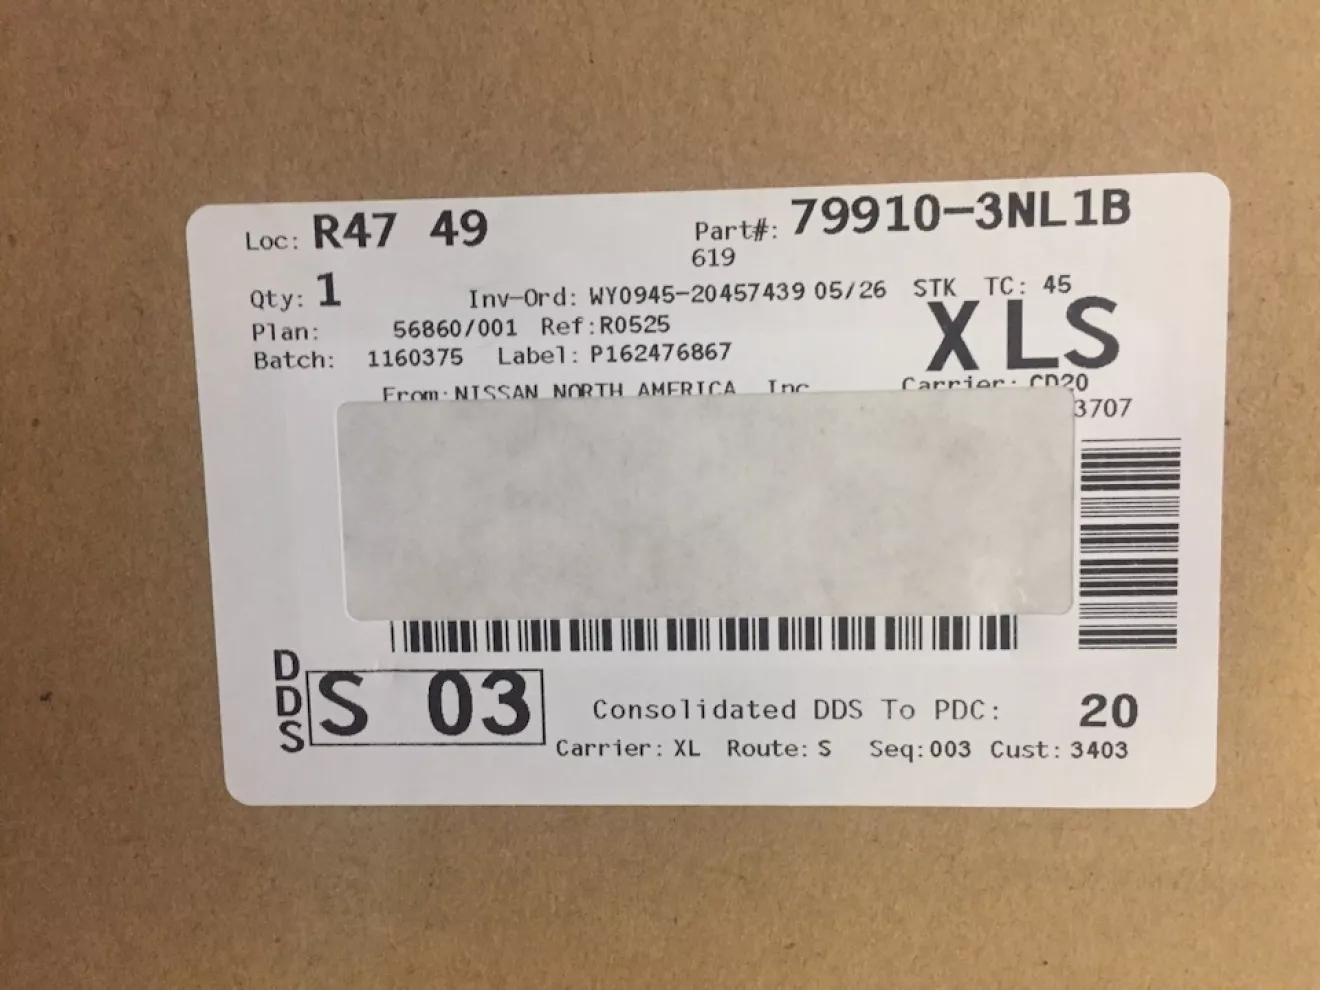 Loc: R47 49 Part#: 79910-3NL1B
619
Qty: 1 Inv-Ord: WY0945-20457439 05/26 STK TC: 45
Plan: 56860/001 Ref:R0525 XLS
Batch: 1160375 Label: P162476867
From: NISSAN NORTH AMERICA, Inc Carrier: CD20
3707
DDS S 03 Consolidated DDS To PDC: 20
Carrier: XL Route: S Seq:003 Cust: 3403